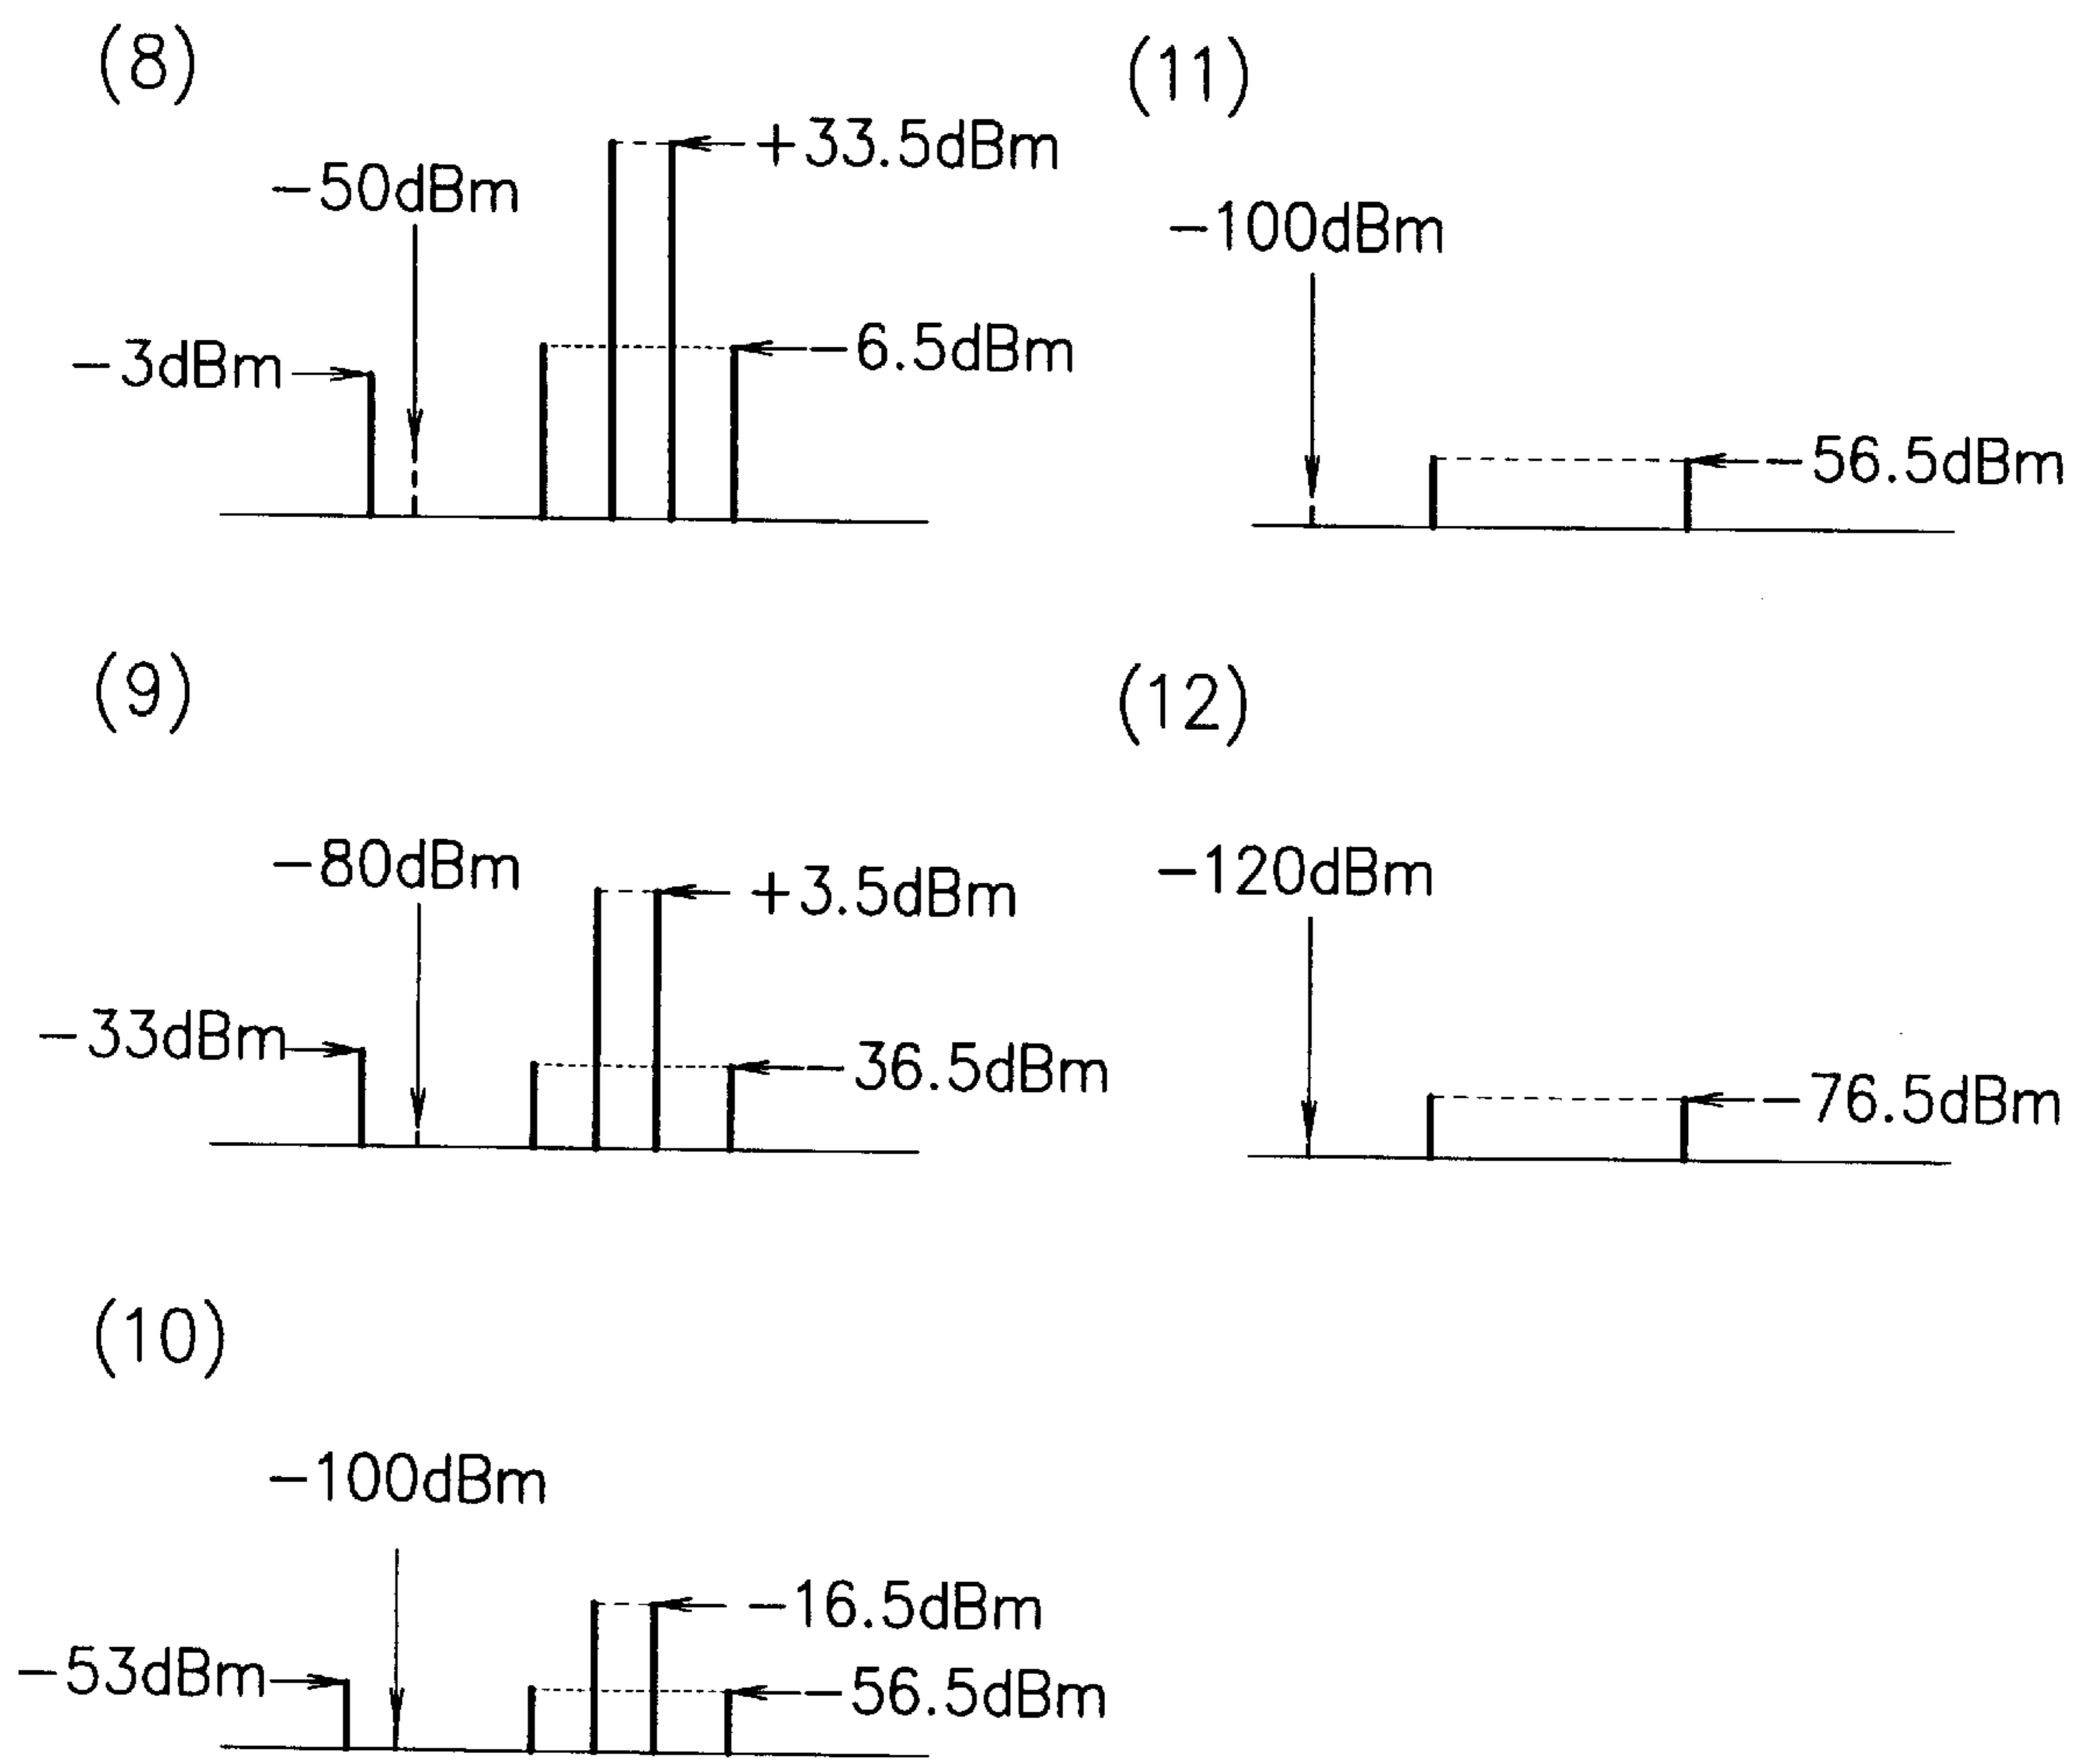 (8)
+33.5dBm
-50dBm
-6.5dBm
-3dBm
(9)
-80dBm
+3.5dBm
-33dBm
-36.5dBm
(10)
-100dBm
-16.5dBm
-53dBm
-56.5dBm
(11)
-100dBm
-56.5dBm
(12)
-120dBm
-76.5dBm